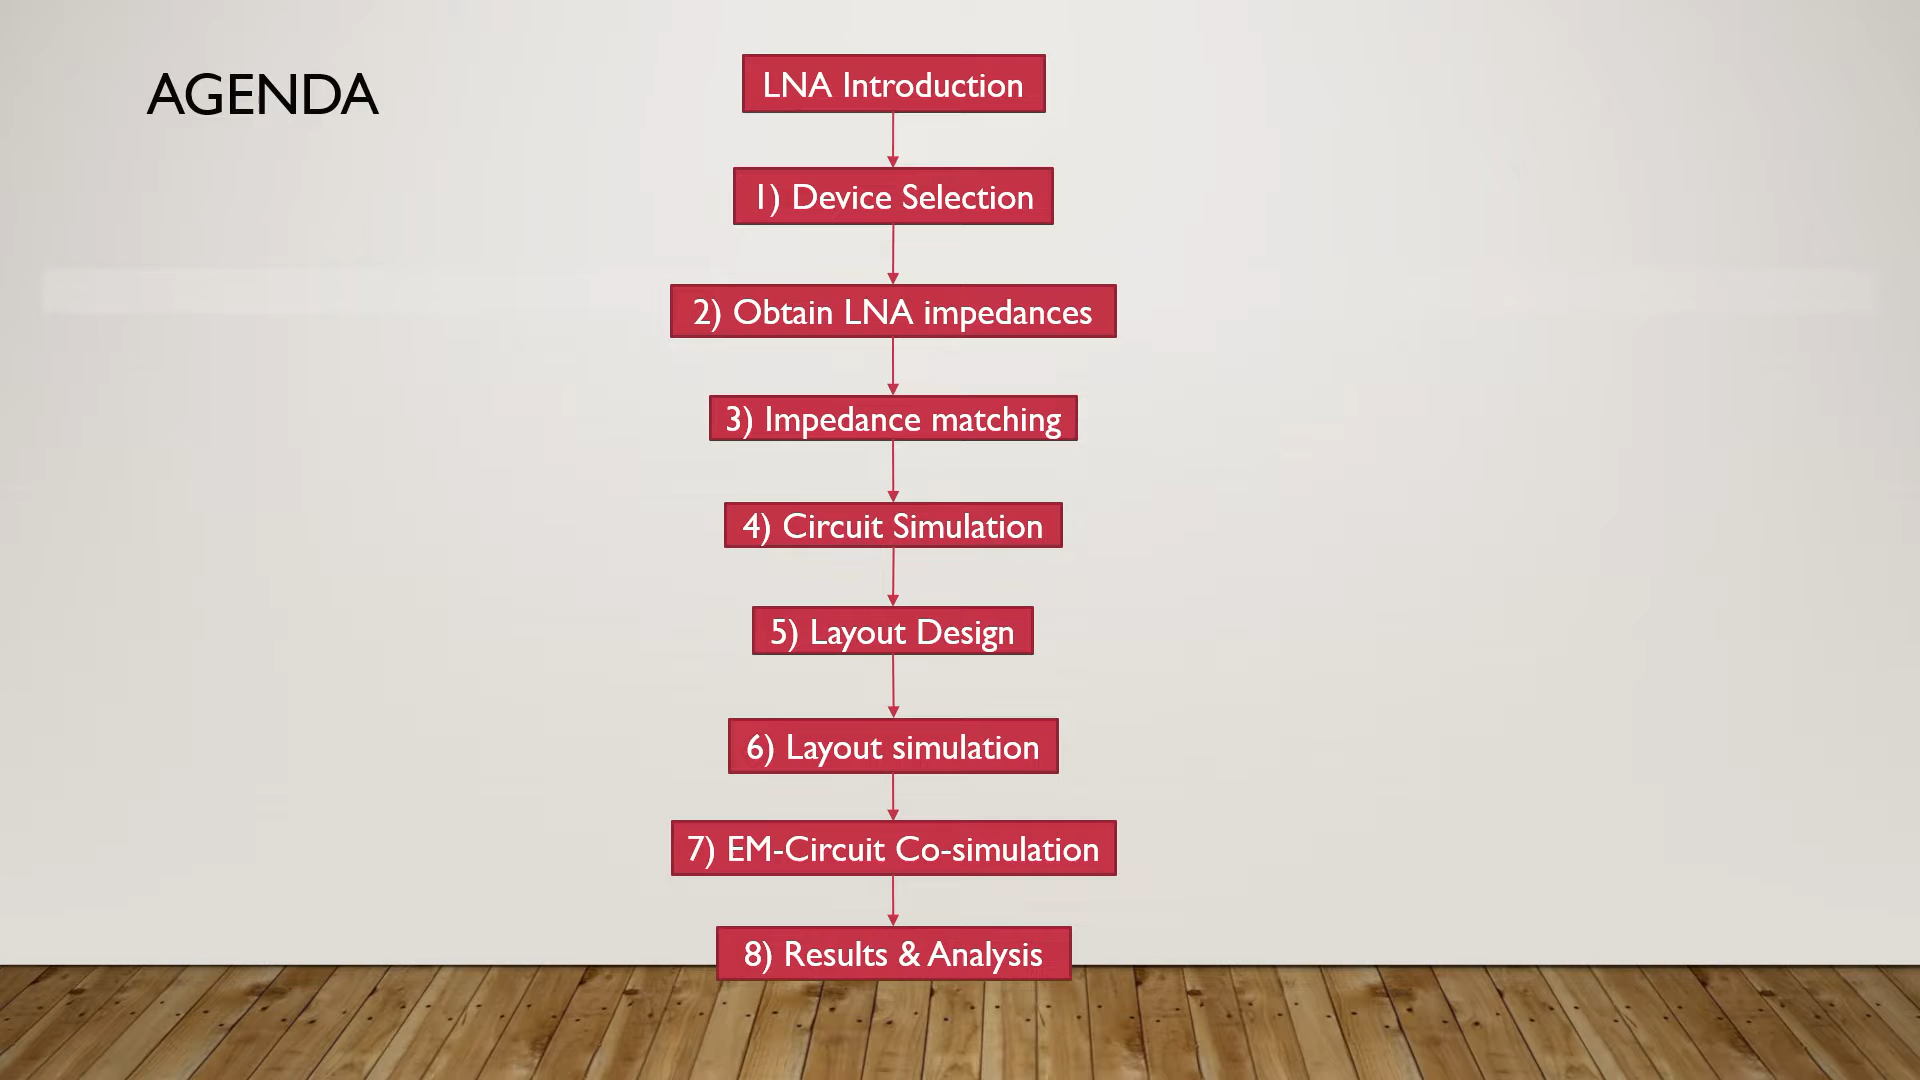 AGENDA
LNA Introduction
1) Device Selection
2) Obtain LNA impedances
3) Impedance matching
4) Circuit Simulation
5) Layout Design
6) Layout simulation
7) EM-Circuit Co-simulation
8) Results & Analysis